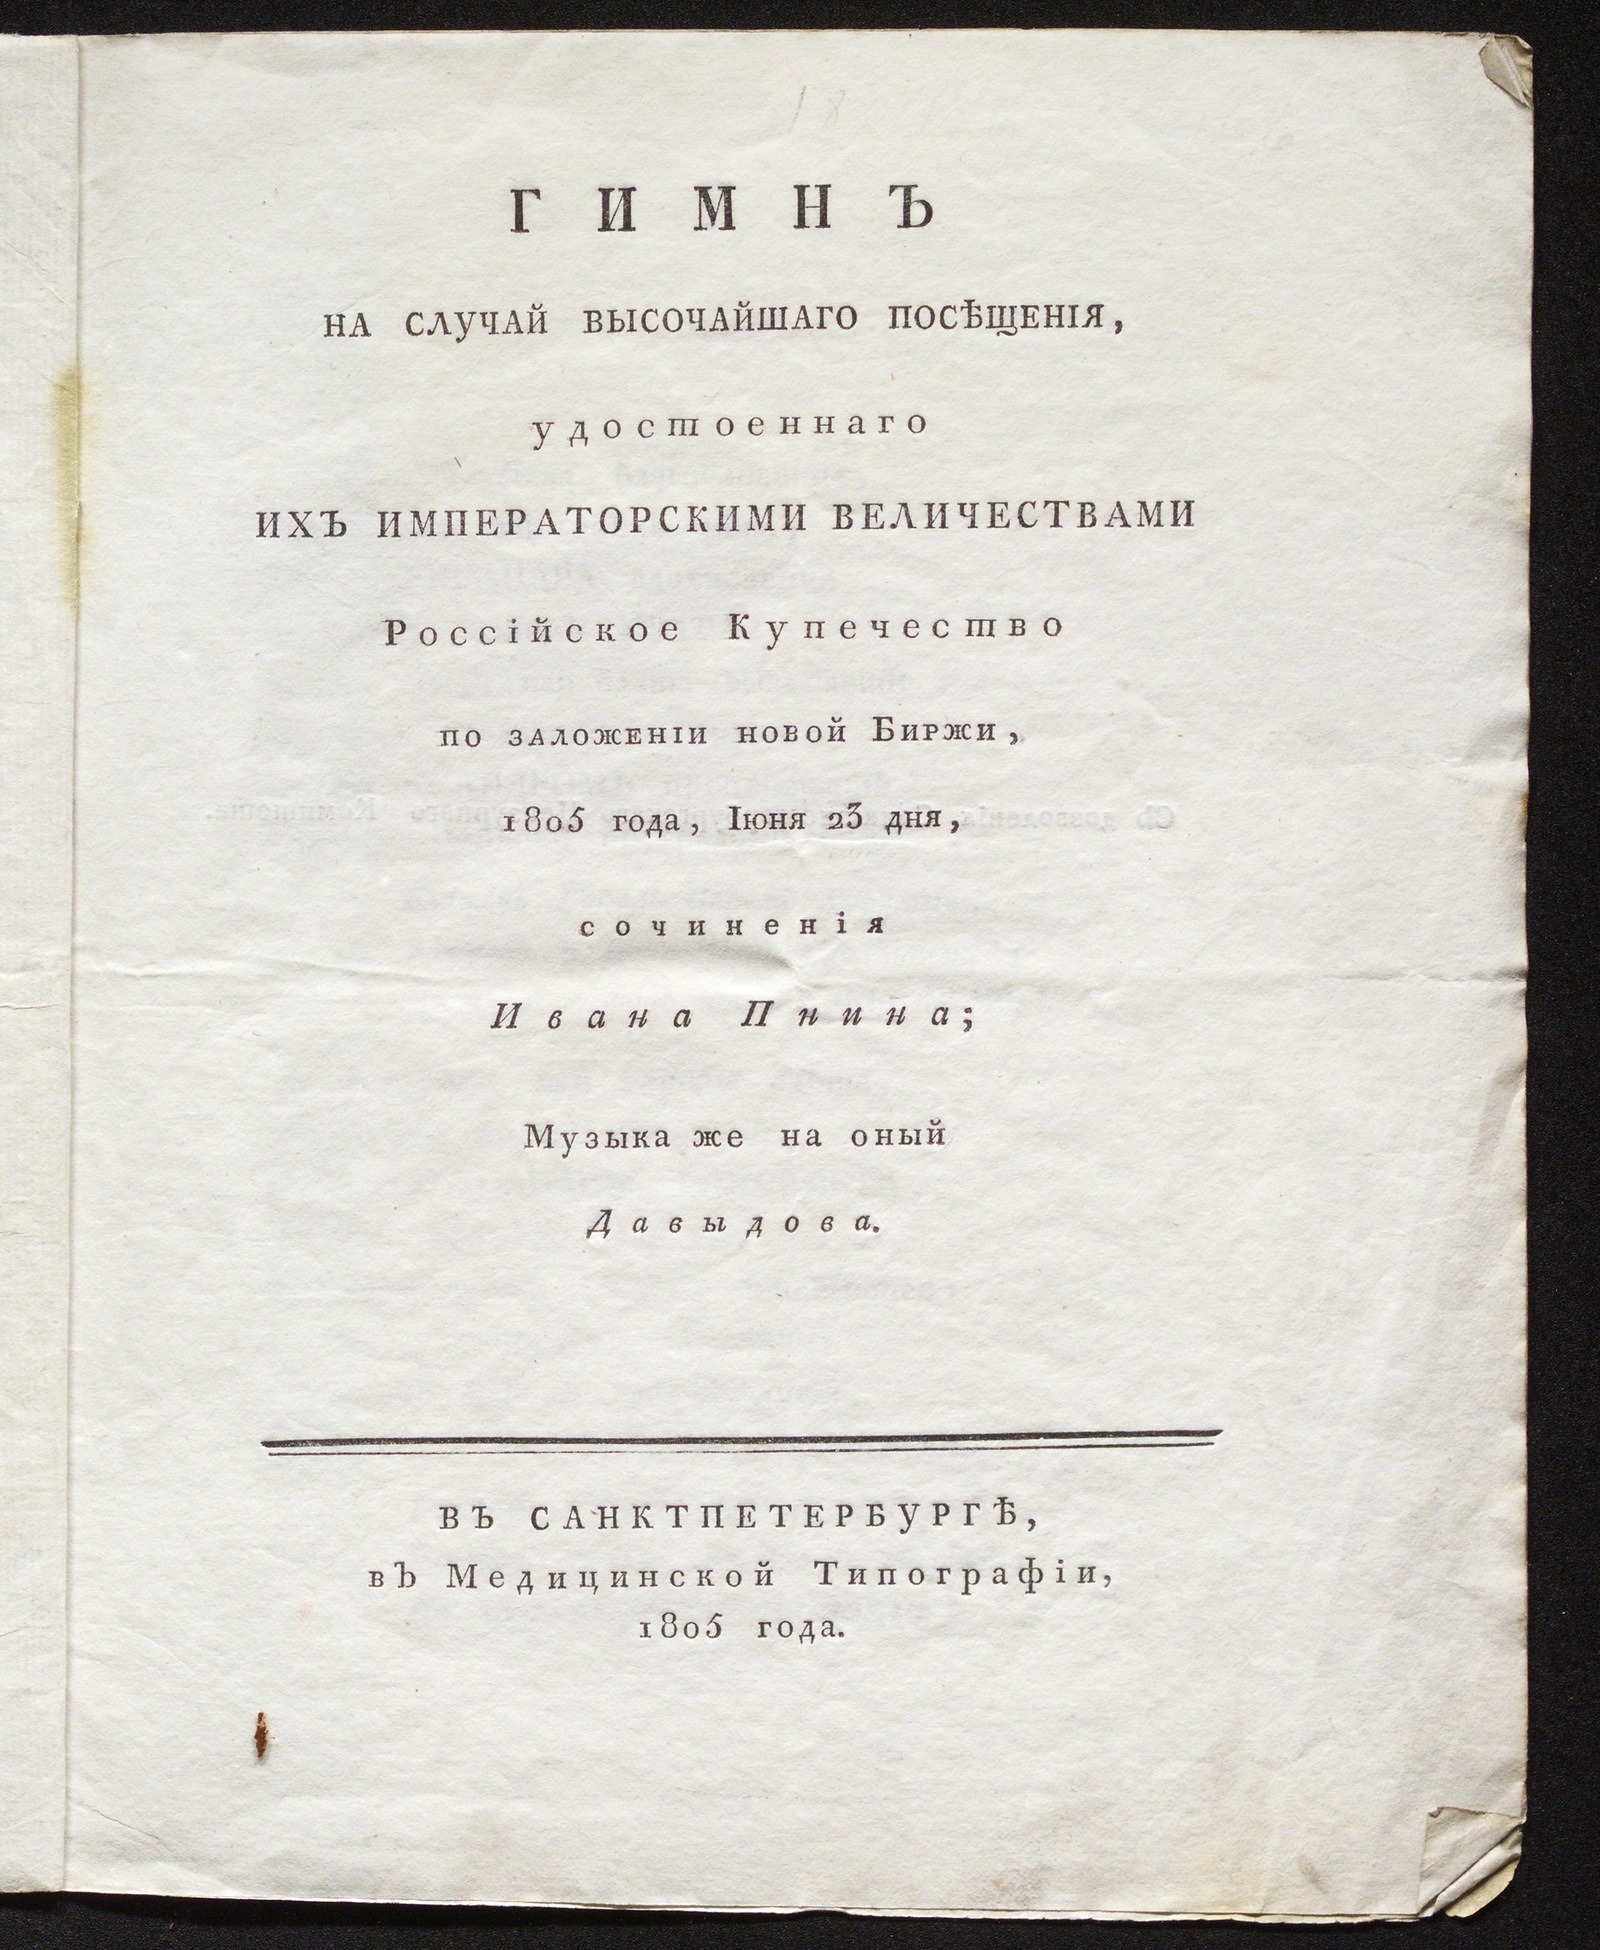 ГИМНЪ
НА СЛУЧАЙ ВЫСОЧАЙШАГО ПОСѢЩЕНІЯ,
удостоеннаго
ИХЪ ИМПЕРАТОРСКИМИ ВЕЛИЧЕСТВАМИ
Россійское Купечество
по заложеніи новой Биржи,
1805 года, Іюня 23 дня,
сочиненія
Ивана Пнина;
Музыка же на оный
Давыдова.
ВЪ САНКТПЕТЕРБУРГѢ,
въ Медицинской Типографіи,
1805 года.